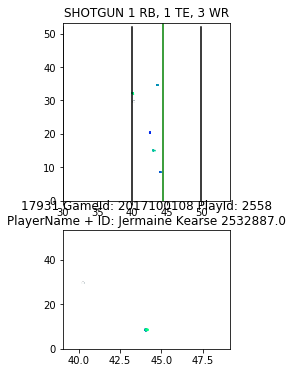 SHOTGUN 1 RB, 1 TE, 3 WR
50
40
30
20
10
0
30 35 40 45 50
17931 GameId: 2017100108 PlayId: 2558
PlayerName + ID: Jermaine Kearse 2532887.0
40
20
0
40.0 42.5 45.0 47.5